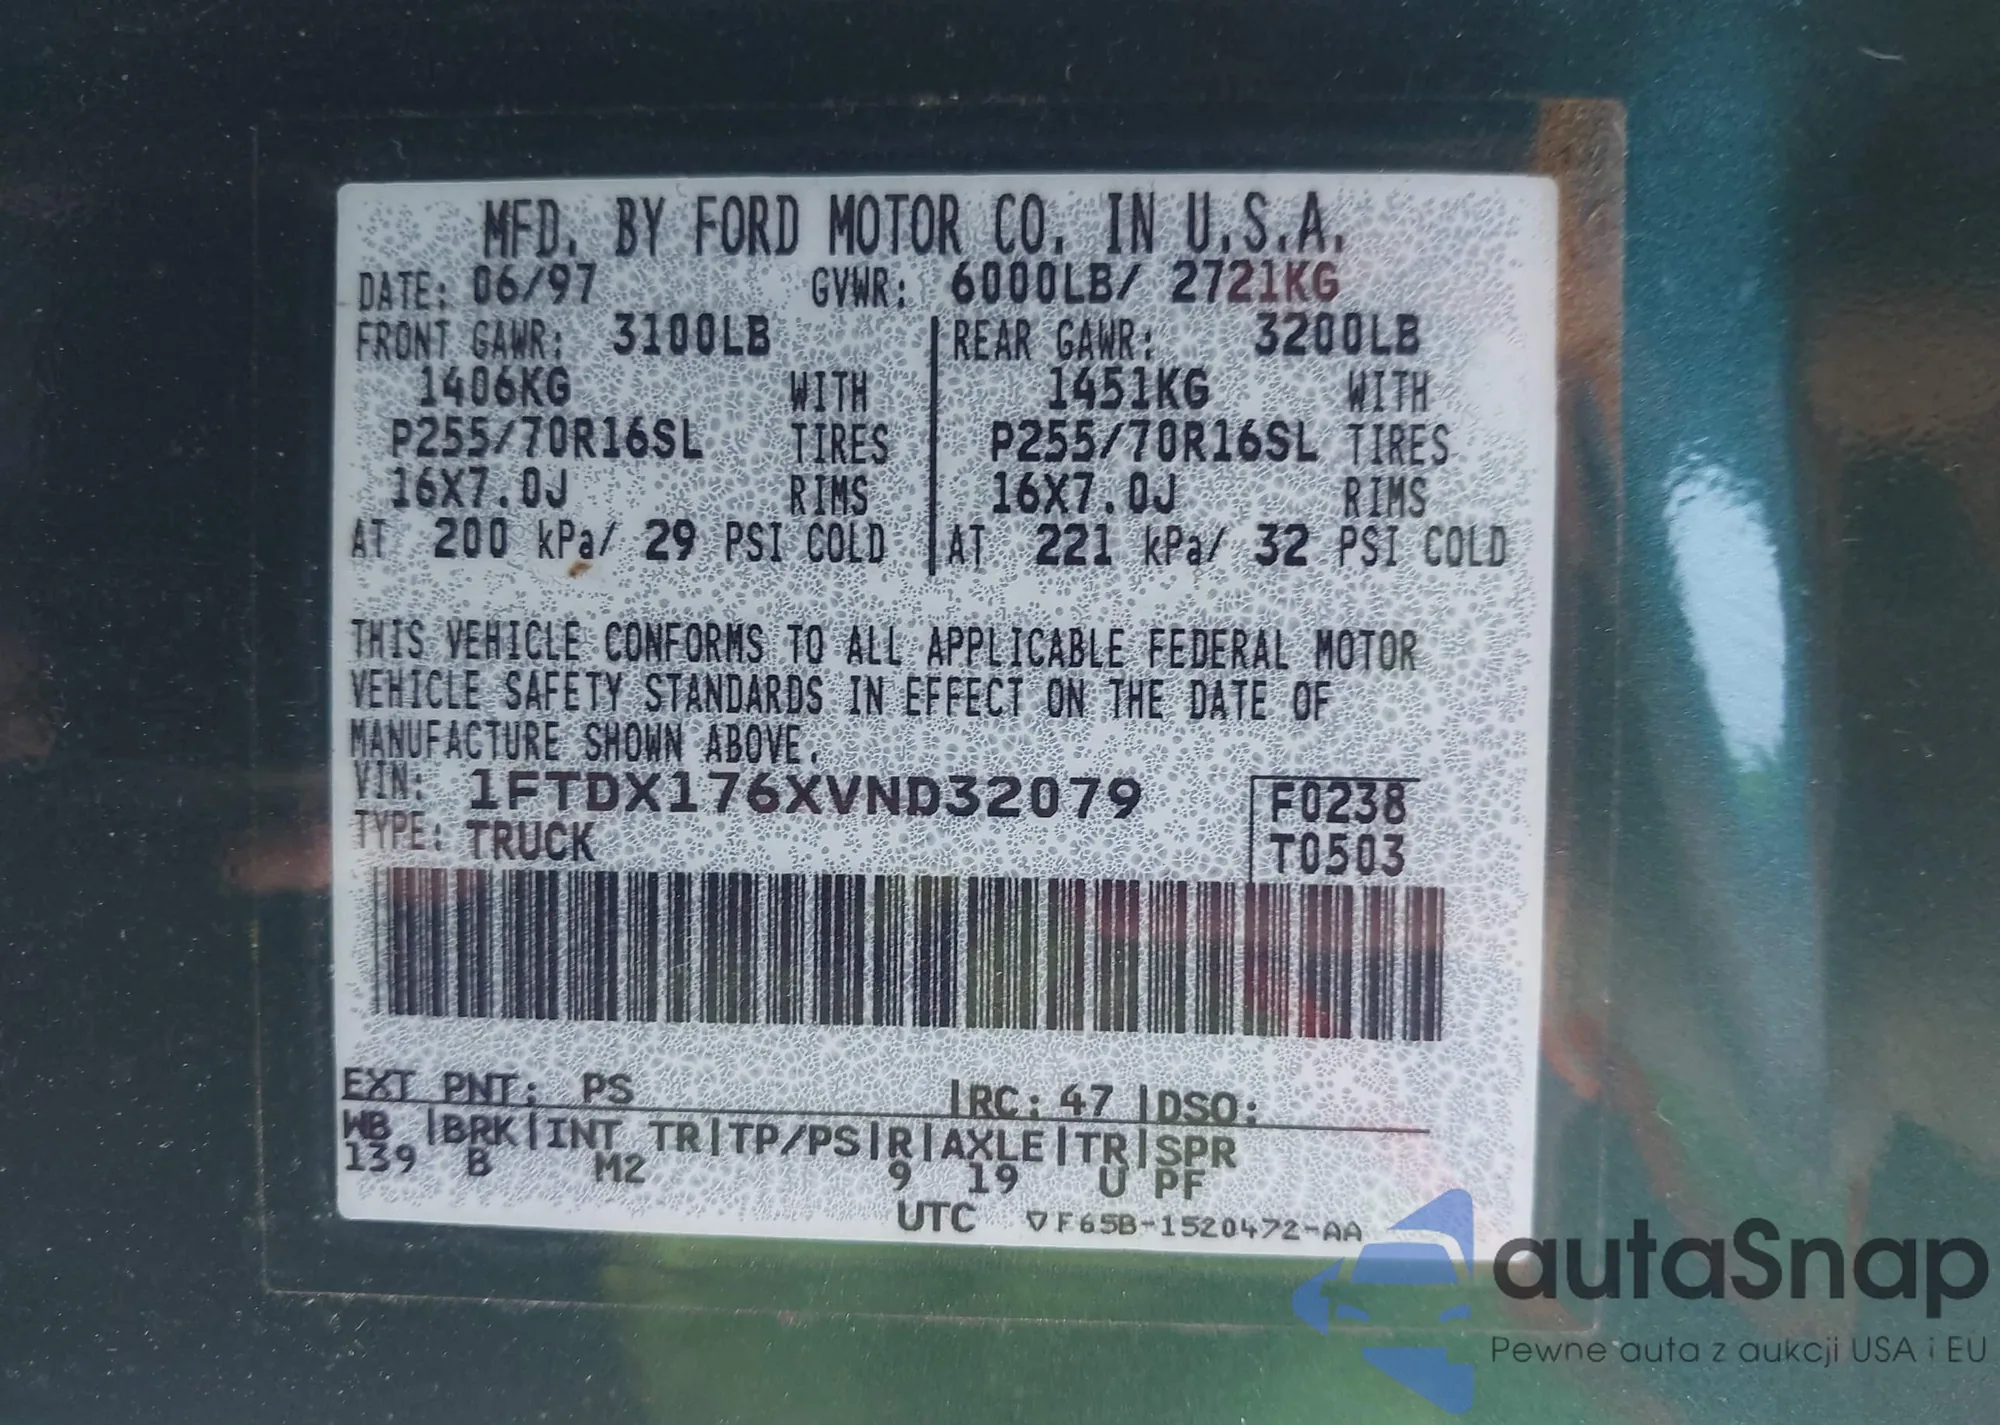 MFD. BY FORD MOTOR CO. IN U.S.A.
DATE: 06/97 GVWR: 6000LB/ 2721KG
FRONT GAWR: 3100LB REAR GAWR: 3200LB
1406KG WITH 1451KG WITH
P255/70R16SL TIRES P255/70R16SL TIRES
16X7.0J RIMS 16X7.0J RIMS
AT 200 kPa/ 29 PSI COLD AT 221 kPa/ 32 PSI COLD
THIS VEHICLE CONFORMS TO ALL APPLICABLE FEDERAL MOTOR
VEHICLE SAFETY STANDARDS IN EFFECT ON THE DATE OF
MANUFACTURE SHOWN ABOVE.
VIN: 1FTDX176XVND32079 F0238
TYPE: TRUCK T0503
EXT PNT: PS |RC: 47 |DSO:
WB |BRK|INT TR|TP/PS|R|AXLE|TR|SPR
139 B M2 9 19 U PF
UTC ▽F65B-1520472-AA
autaSnap
Pewne auta z aukcji USA i EU